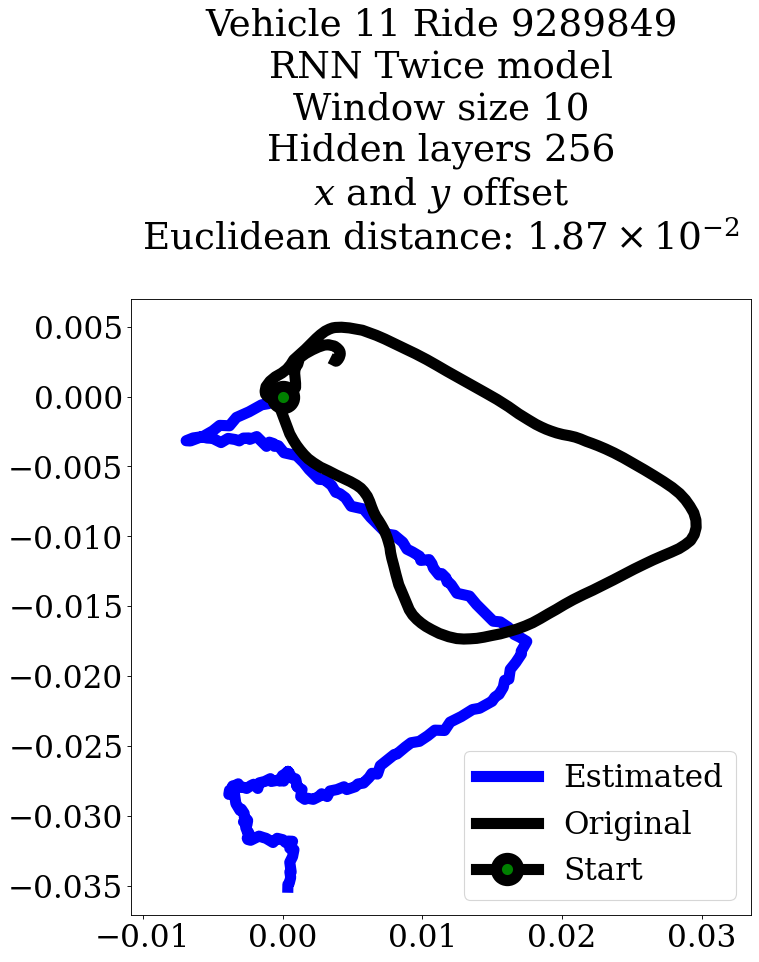 Vehicle 11 Ride 9289849
RNN Twice model
Window size 10
Hidden layers 256
x and y offset
Euclidean distance: 1.87 × 10⁻²
0.005
0.000
−0.005
−0.010
−0.015
−0.020
−0.025
−0.030
−0.035
Estimated
Original
Start
−0.01 0.00 0.01 0.02 0.03